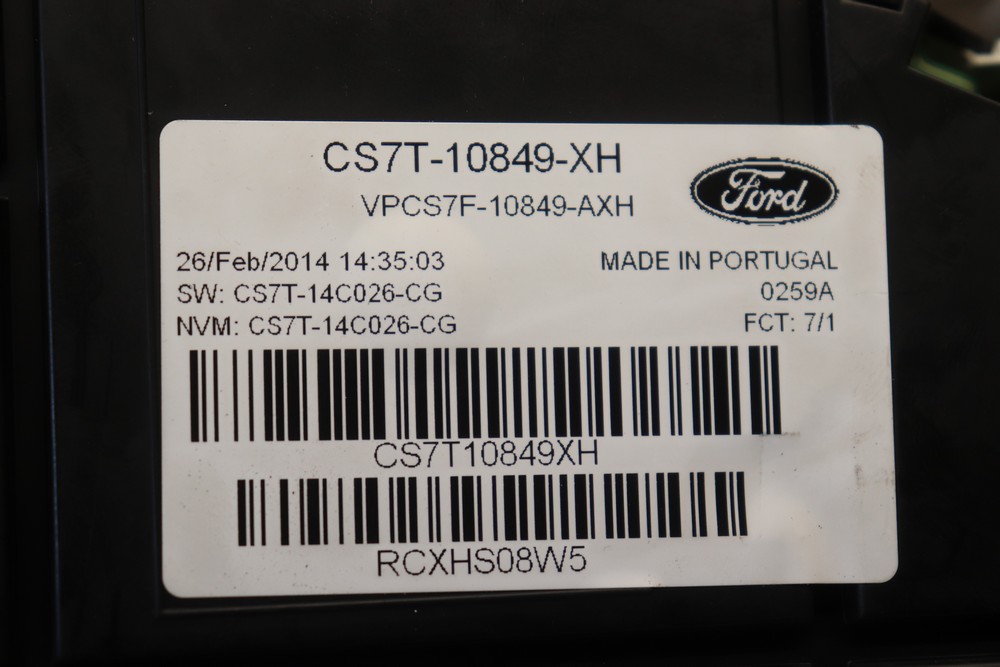 CS7T-10849-XH
VPCS7F-10849-AXH
Ford
26/Feb/2014 14:35:03
MADE IN PORTUGAL
SW: CS7T-14C026-CG
0259A
NVM: CS7T-14C026-CG
FCT: 7/1
CS7T10849XH
RCXHS08W5